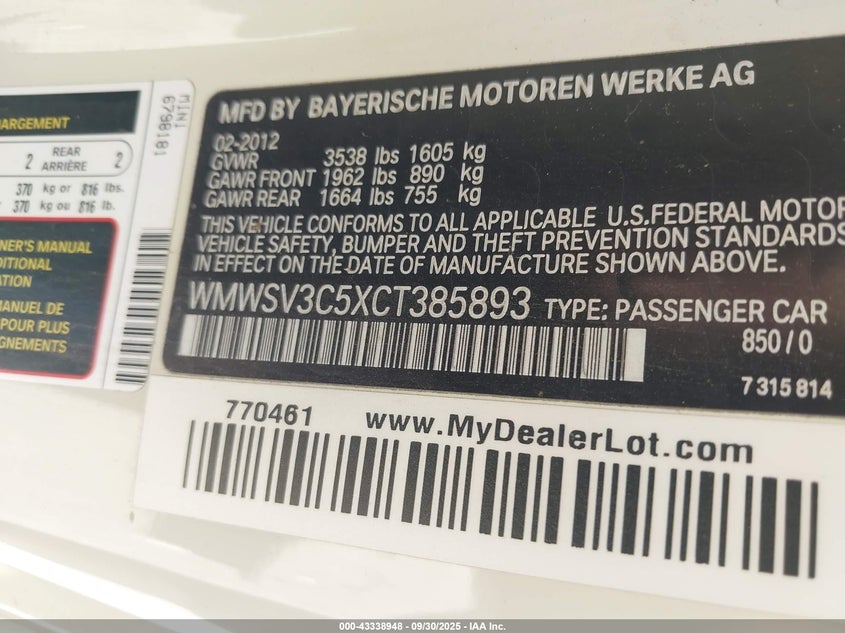 ARGEMENT
2 REAR ARRIÈRE 2
370 kg or 816 lbs.
370 kg ou 816 lb.
NER'S MANUAL
DITIONAL
ATION
MANUEL DE
POUR PLUS
GNEMENTS
MINI
6798181
MFD BY BAYERISCHE MOTOREN WERKE AG
02-2012
GVWR 3538 lbs 1605 kg
GAWR FRONT 1962 lbs 890 kg
GAWR REAR 1664 lbs 755 kg
THIS VEHICLE CONFORMS TO ALL APPLICABLE U.S.FEDERAL MOTOR
VEHICLE SAFETY, BUMPER AND THEFT PREVENTION STANDARDS
IN EFFECT ON THE DATE OF MANUFACTURE SHOWN ABOVE.
WMWSV3C5XCT385893 TYPE: PASSENGER CAR
850/0
7 315 814
770461 www.MyDealerLot.com
000-43338948 - 09/30/2025 - IAA Inc.